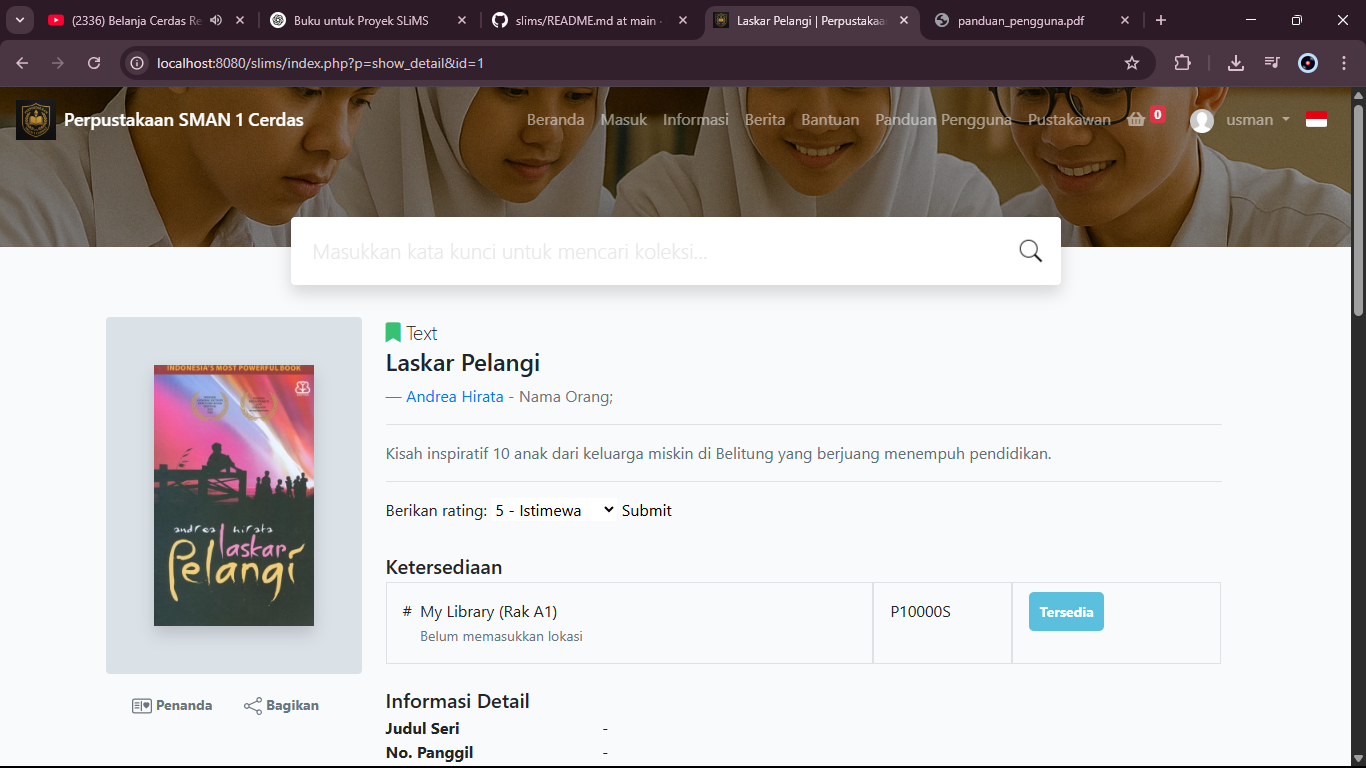 (2336) Belanja Cerdas Re
Buku untuk Proyek SLiMS
slims/README.md at main
Laskar Pelangi | Perpustakaa
panduan_pengguna.pdf
localhost:8080/slims/index.php?p=show_detail&id=1
Perpustakaan SMAN 1 Cerdas
Beranda Masuk Informasi Berita Bantuan Panduan Pengguna Pustakawan 0 usman
Masukkan kata kunci untuk mencari koleksi...
INDONESIA'S MOST POWERFUL BOOK
andrea hirata
laskar
Pelangi
Penanda Bagikan
Text
Laskar Pelangi
— Andrea Hirata - Nama Orang;
Kisah inspiratif 10 anak dari keluarga miskin di Belitung yang berjuang menempuh pendidikan.
Berikan rating: 5 - Istimewa Submit
Ketersediaan
# My Library (Rak A1) P10000S Tersedia
Belum memasukkan lokasi
Informasi Detail
Judul Seri -
No. Panggil -